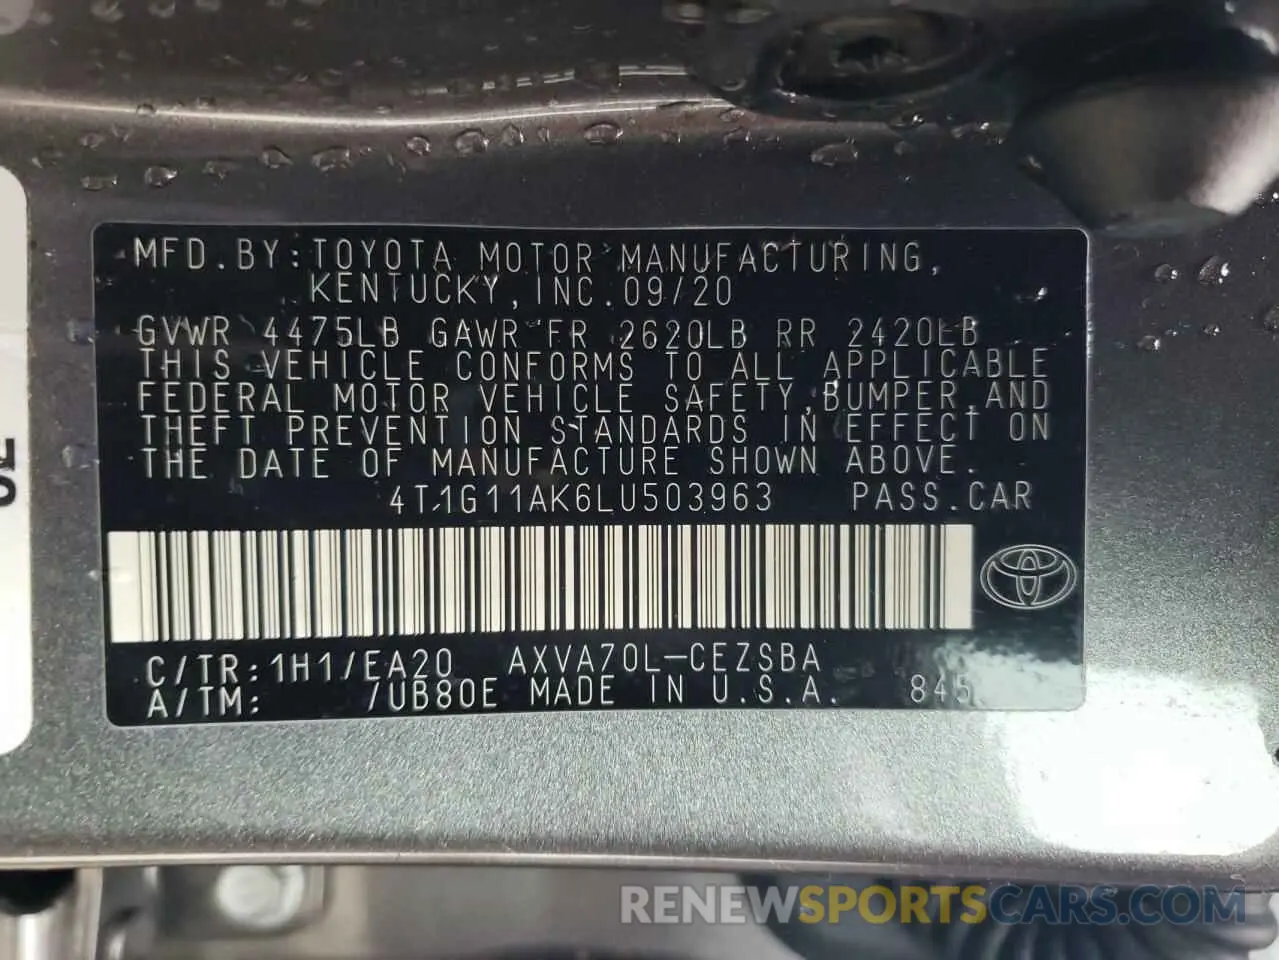 MFD.BY:TOYOTA MOTOR MANUFACTURING,
KENTUCKY,INC.09/20
GVWR 4475LB GAWR FR 2620LB RR 2420LB
THIS VEHICLE CONFORMS TO ALL APPLICABLE
FEDERAL MOTOR VEHICLE SAFETY,BUMPER,AND
THEFT PREVENTION STANDARDS IN EFFECT ON
THE DATE OF MANUFACTURE SHOWN ABOVE.
4T1G11AK6LU503963 PASS.CAR
C/TR:1H1/EA20 AXVA70L-CEZSBA
A/TM: /UB80E MADE IN U.S.A. 845
RENEWSPORTSCARS.COM